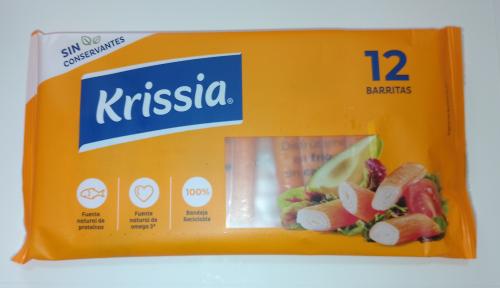 SIN
CONSERVANTES
Krissia®
12
BARRITAS
Fuente
natural de
proteínas
Fuente
natural de
omega 3*
100%
Bandeja
Reciclable